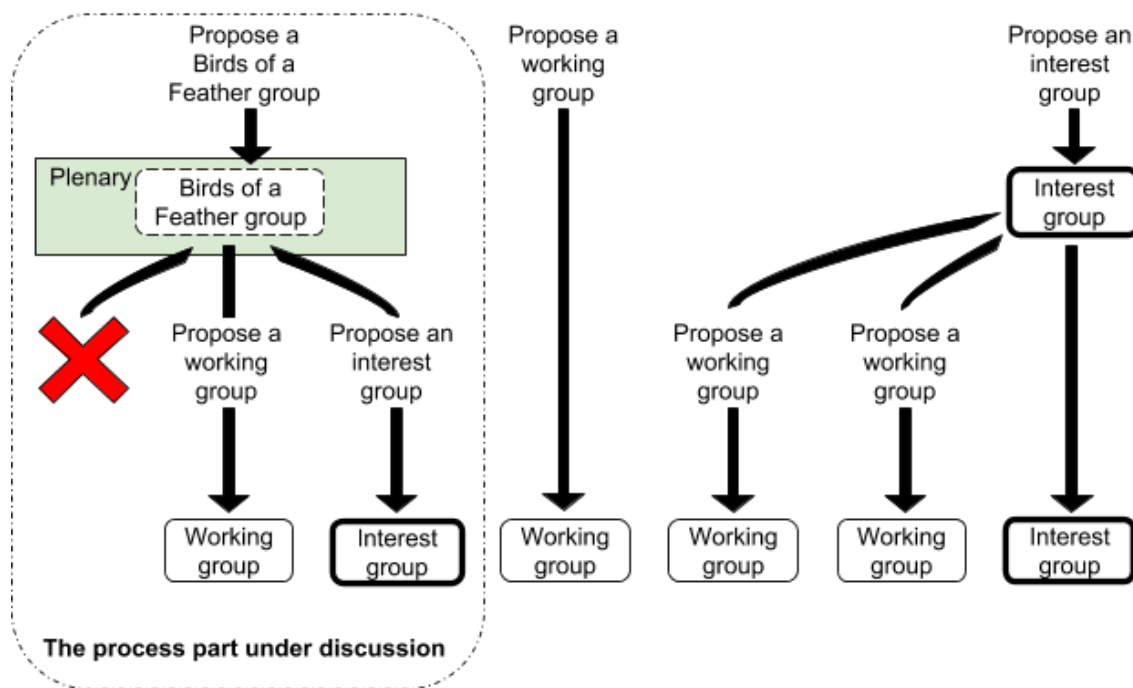 Propose a
Birds of a
Feather group
Plenary
Birds of a
Feather group
Propose a
working
group
Propose an
interest
group
Working
group
Interest
group
The process part under discussion
Propose a
working
group
Working
group
Propose an
interest
group
Interest
group
Propose a
working
group
Propose a
working
group
Working
group
Working
group
Interest
group